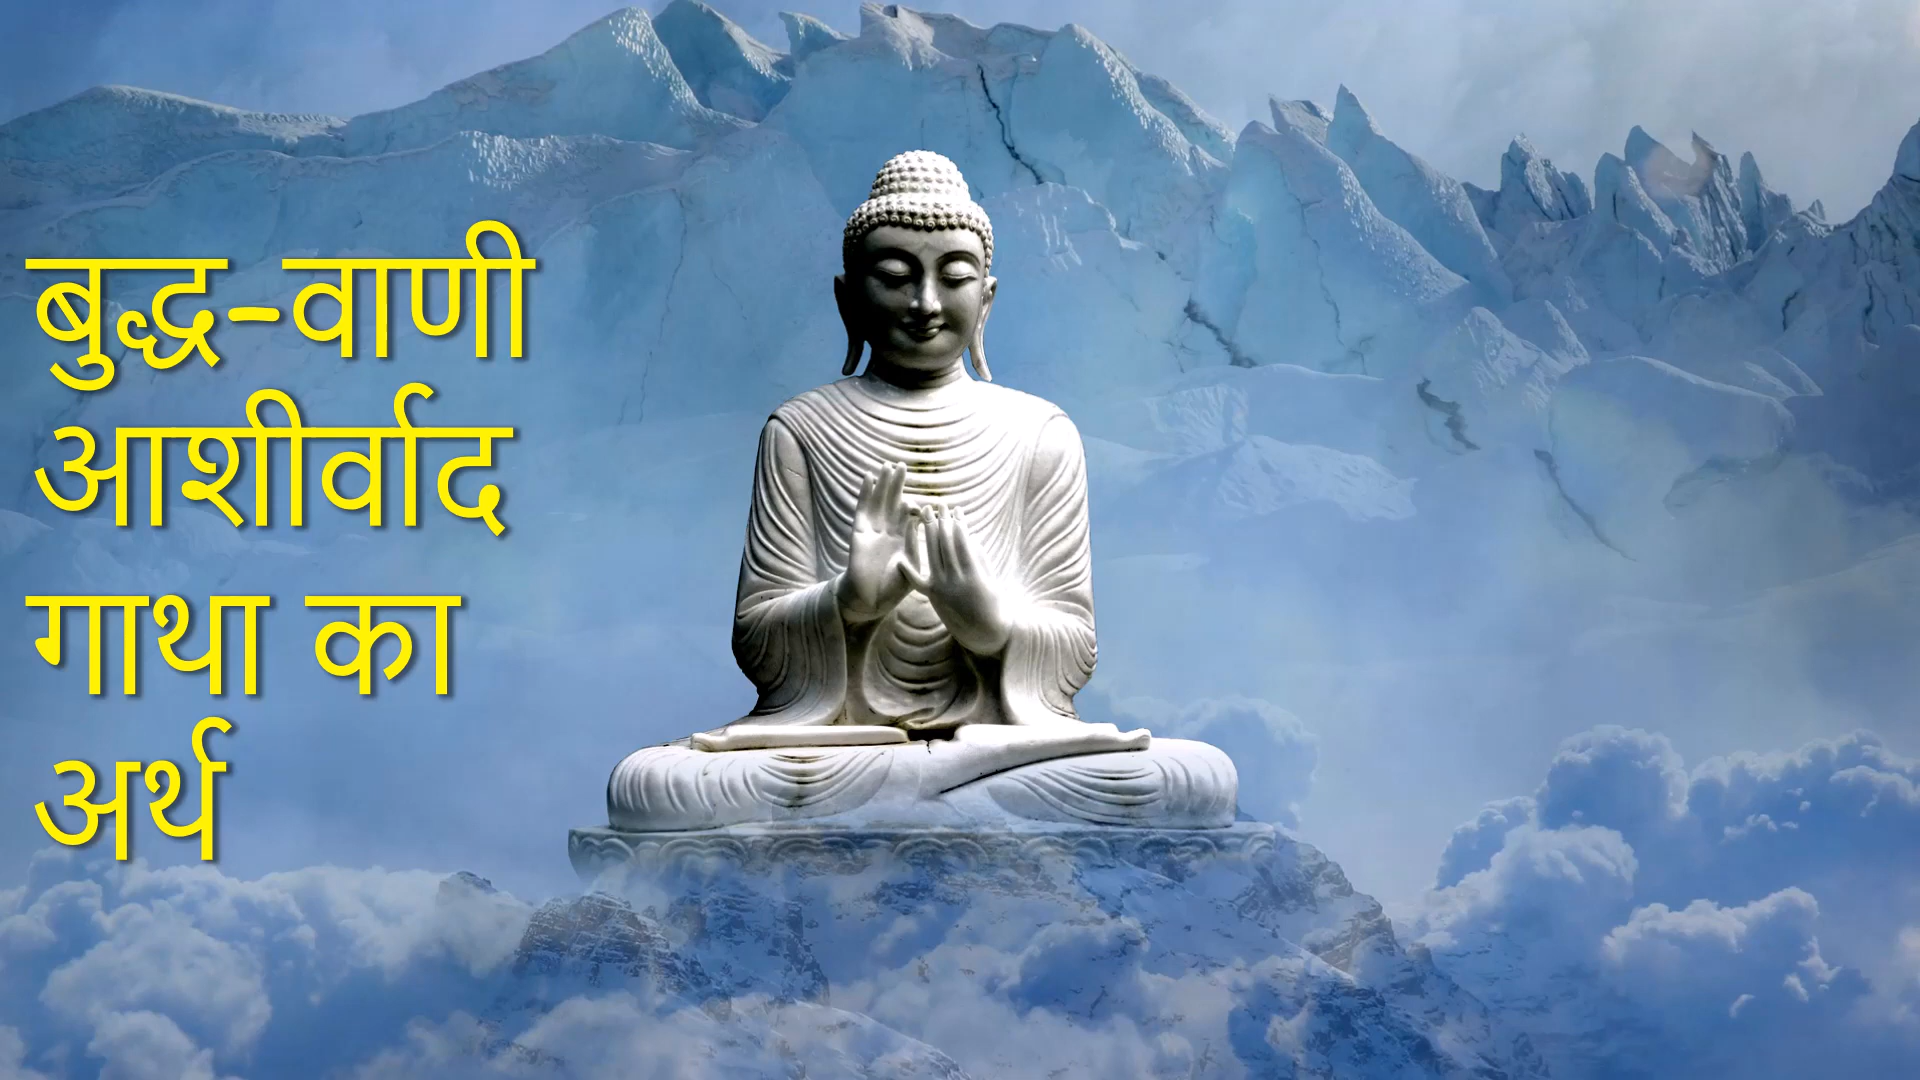 बुद्ध-वाणी
आशीर्वाद
गाथा का
अर्थ